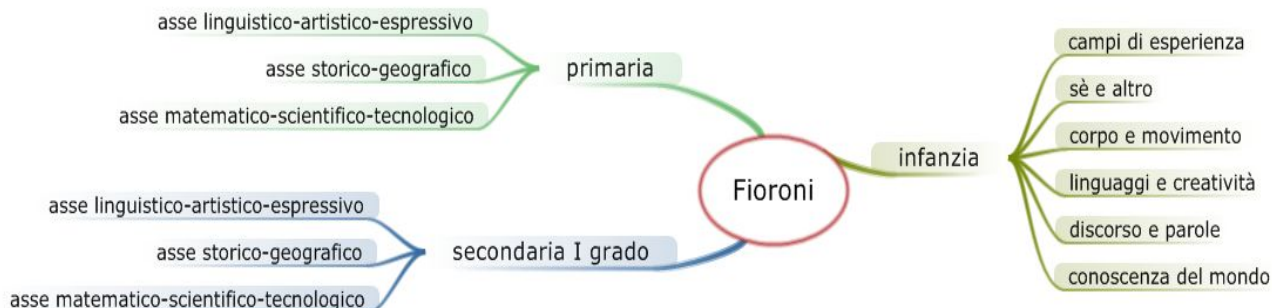 asse linguistico-artistico-espressivo
asse storico-geografico
asse matematico-scientifico-tecnologico
primaria
asse linguistico-artistico-espressivo
asse storico-geografico
asse matematico-scientifico-tecnologico
secondaria I grado
Fioroni
infanzia
campi di esperienza
sè e altro
corpo e movimento
linguaggi e creatività
discorso e parole
conoscenza del mondo